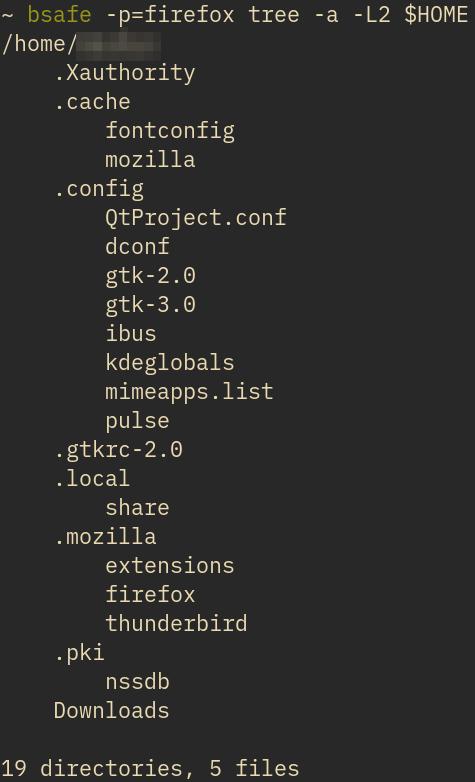 ~ bsafe -p=firefox tree -a -L2 $HOME
/home/
.Xauthority
.cache
fontconfig
mozilla
.config
QtProject.conf
dconf
gtk-2.0
gtk-3.0
ibus
kdeglobals
mimeapps.list
pulse
.gtkrc-2.0
.local
share
.mozilla
extensions
firefox
thunderbird
.pki
nssdb
Downloads
19 directories, 5 files